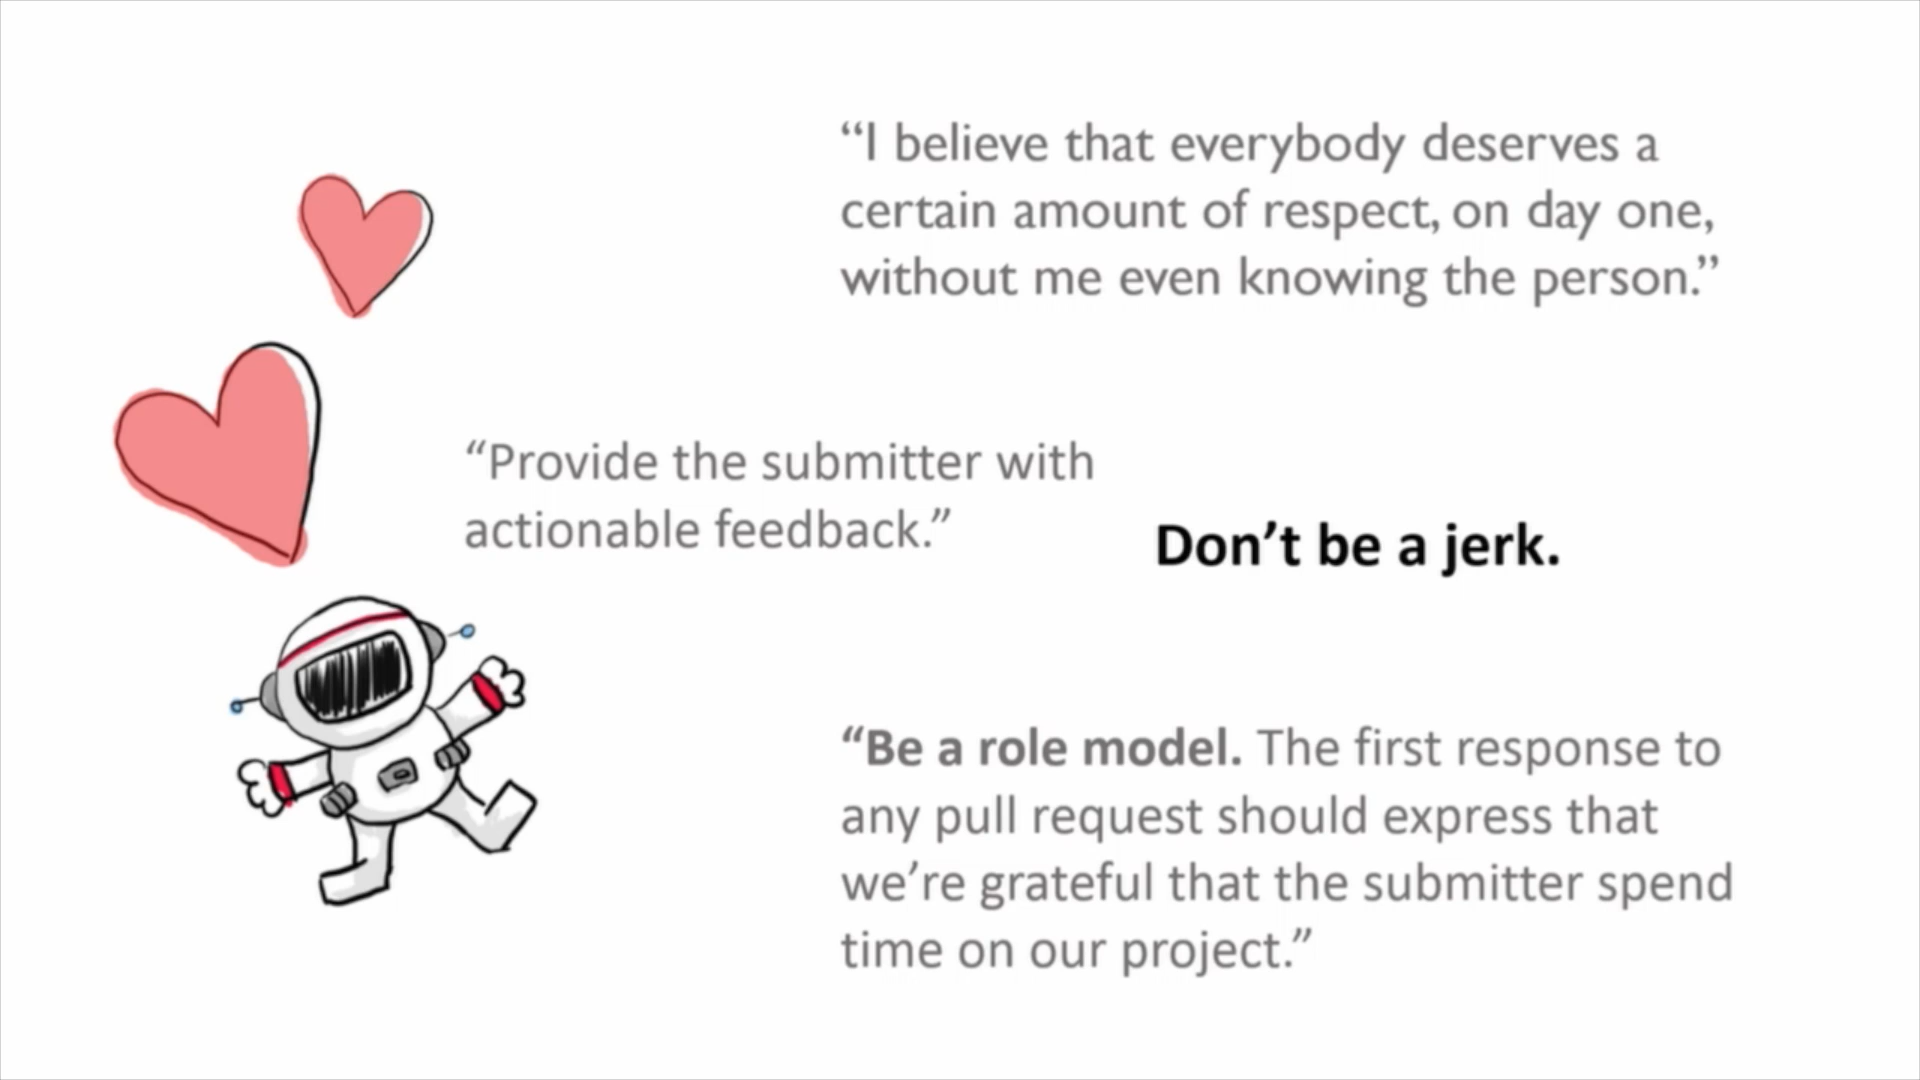 “I believe that everybody deserves a
certain amount of respect, on day one,
without me even knowing the person.”
“Provide the submitter with
actionable feedback.”
Don’t be a jerk.
“Be a role model. The first response to
any pull request should express that
we’re grateful that the submitter spend
time on our project.”